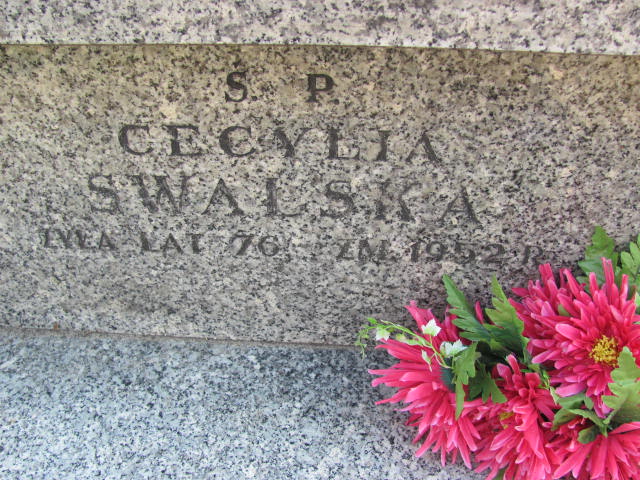 Ś P
CECYLIA
SWALSKA
ŻYŁA LAT 76. ZM. 1952 R.